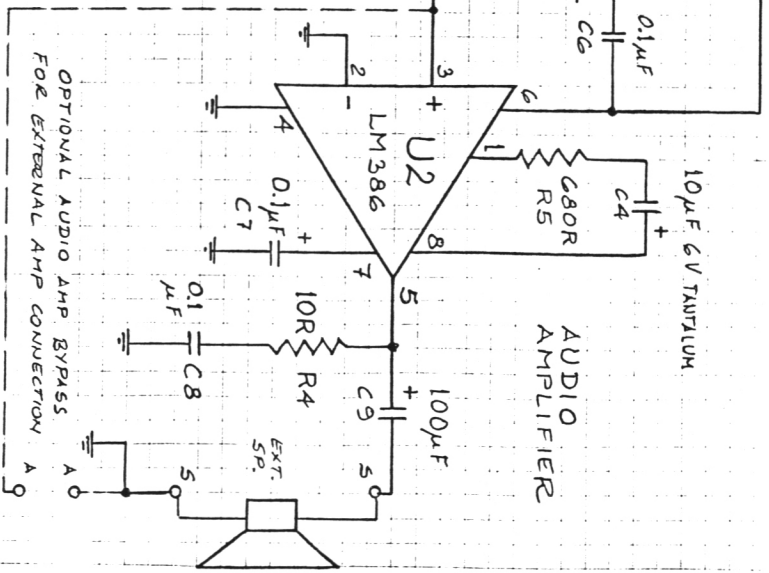 0.1µF
C6
2
3
-
+
6
4
U2
LM386
1
680R
R5
C4
+
10µF 6V TANTALUM
8
0.1µF
C7
+
7
5
AUDIO
AMPLIFIER
OPTIONAL AUDIO AMP BYPASS
FOR EXTERNAL AMP CONNECTION
0.1
µF
C8
10R
R4
+
100µF
C9
EXT.
SP.
S
S
A
A